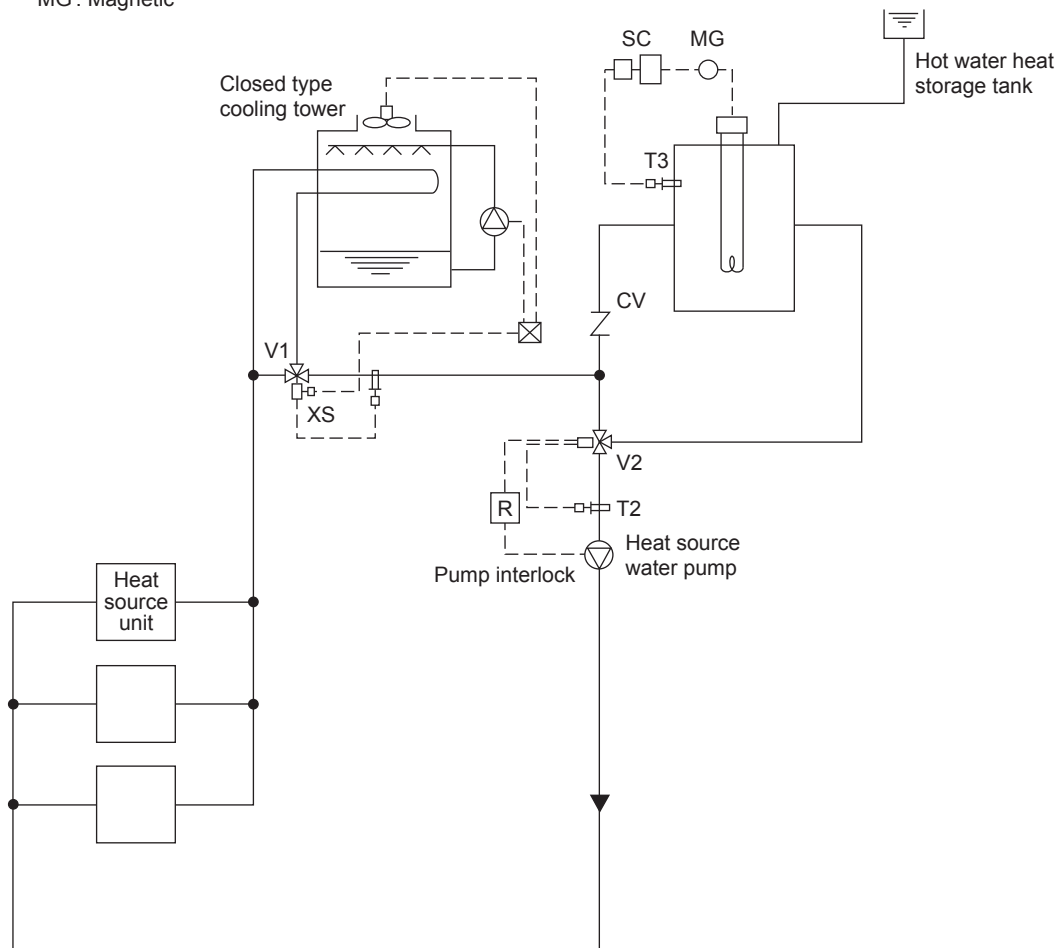 MG : Magnetic
SC
MG
Hot water heat
storage tank
Closed type
cooling tower
T3
CV
V1
XS
V2
R
T2
Heat source
water pump
Pump interlock
Heat
source
unit